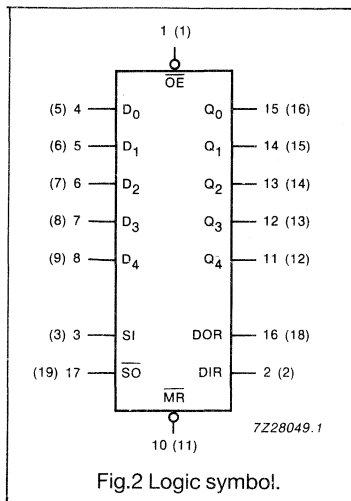 1 (1)
OE
(5) 4 D0 Q0 15 (16)
(6) 5 D1 Q1 14 (15)
(7) 6 D2 Q2 13 (14)
(8) 7 D3 Q3 12 (13)
(9) 8 D4 Q4 11 (12)
(3) 3 SI DOR 16 (18)
(19) 17 SO DIR 2 (2)
MR
10 (11)
7Z28049.1
Fig.2 Logic symbol.